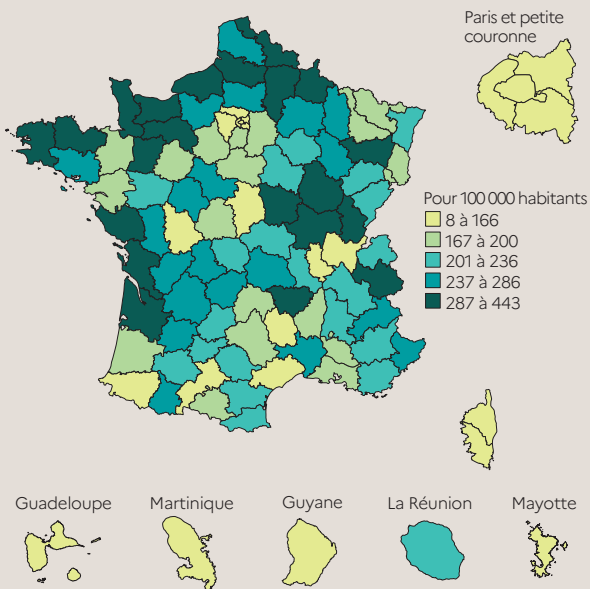 Paris et petite
couronne
Pour 100 000 habitants
8 à 166
167 à 200
201 à 236
237 à 286
287 à 443
Guadeloupe
Martinique
Guyane
La Réunion
Mayotte